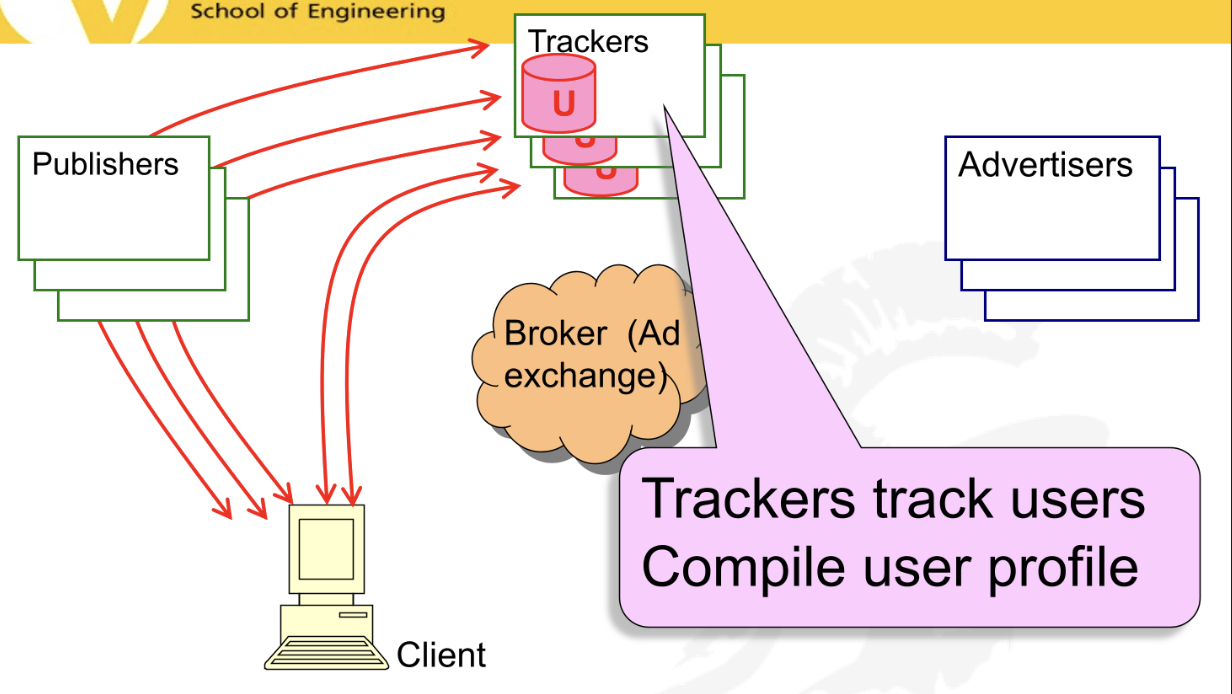 School of Engineering
Trackers
U
U
U
Publishers
Advertisers
Broker (Ad
exchange)
Trackers track users
Compile user profile
Client